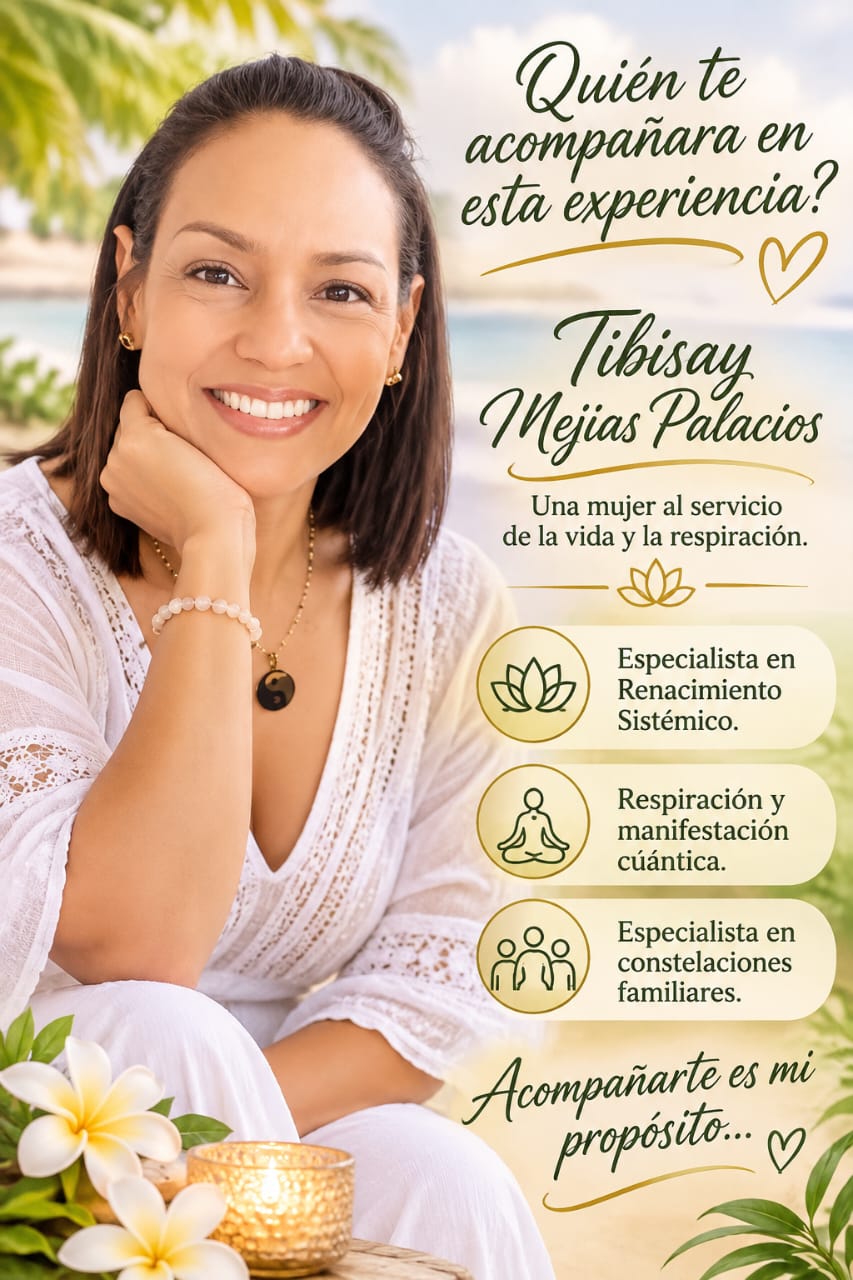 Quién te
acompañara en
esta experiencia?
Tibisay
Mejias Palacios
Una mujer al servicio
de la vida y la respiración.
Especialista en
Renacimiento
Sistémico.
Respiración y
manifestación
cúántica.
Especialista en
constelaciones
familiares.
Acompañarte es mi
propósito...